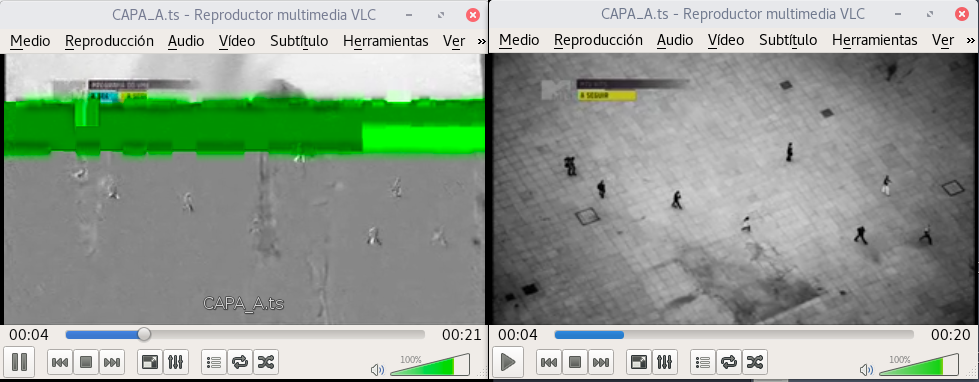 CAPA_A.ts - Reproductor multimedia VLC
Medio Reproducción Audio Vídeo Subtítulo Herramientas Ver »
A SEGUIR
CAPA_A.ts
00:04 00:21
100%
CAPA_A.ts - Reproductor multimedia VLC
Medio Reproducción Audio Vídeo Subtítulo Herramientas Ver »
A SEGUIR
00:04 00:20
100%